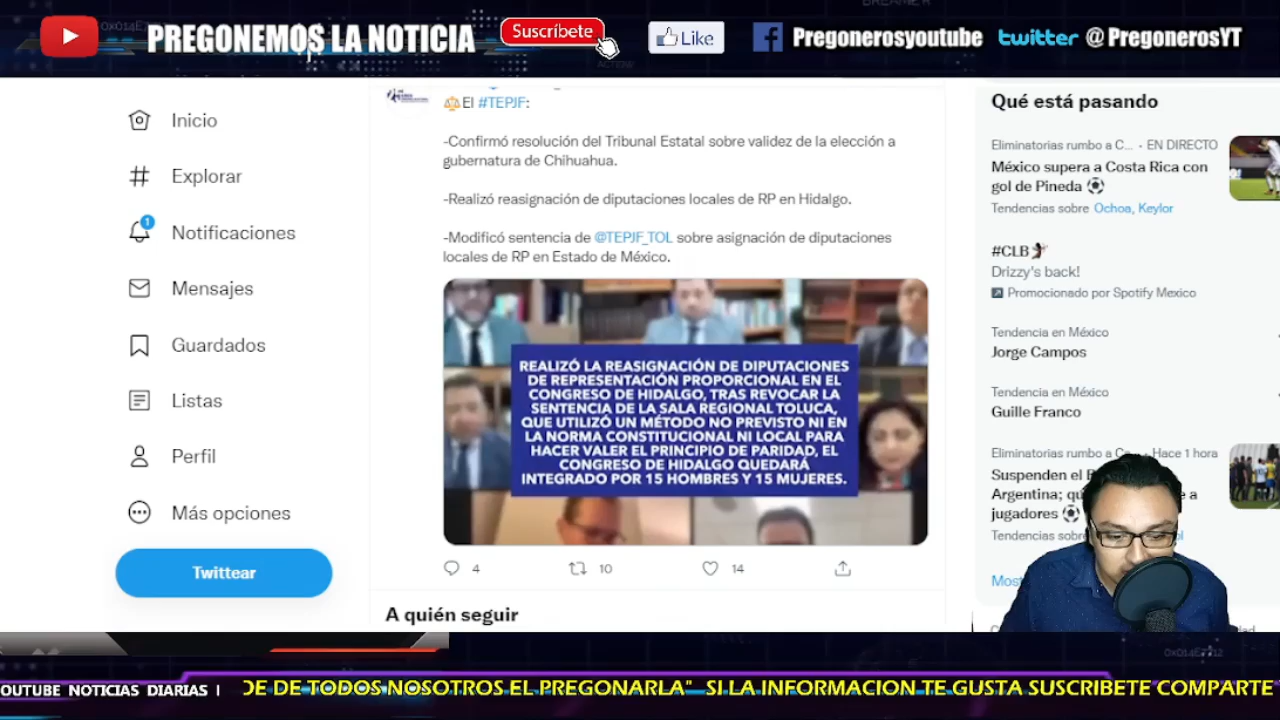 PREGONEMOS LA NOTICIA
Suscríbete
Like
Pregonerosyoutube
twitter @PregonerosYT
Inicio
Explorar
1
Notificaciones
Mensajes
Guardados
Listas
Perfil
Más opciones
Twittear
El #TEPJF:
-Confirmó resolución del Tribunal Estatal sobre validez de la elección a
gubernatura de Chihuahua.
-Realizó reasignación de diputaciones locales de RP en Hidalgo.
-Modificó sentencia de @TEPJF_TOL sobre asignación de diputaciones
locales de RP en Estado de México.
REALIZÓ LA REASIGNACIÓN DE DIPUTACIONES
DE REPRESENTACIÓN PROPORCIONAL EN EL
CONGRESO DE HIDALGO, TRAS REVOCAR LA
SENTENCIA DE LA SALA REGIONAL TOLUCA,
QUE UTILIZÓ UN MÉTODO NO PREVISTO NI EN
LA NORMA CONSTITUCIONAL NI LOCAL PARA
HACER VALER EL PRINCIPIO DE PARIDAD, EL
CONGRESO DE HIDALGO QUEDARÁ
INTEGRADO POR 15 HOMBRES Y 15 MUJERES.
4
10
14
A quién seguir
Qué está pasando
Eliminatorias rumbo a C... · EN DIRECTO
México supera a Costa Rica con
gol de Pineda
Tendencias sobre Ochoa, Keylor
#CLB
Drizzy's back!
Promocionado por Spotify Mexico
Tendencia en México
Jorge Campos
Tendencia en México
Guille Franco
Eliminatorias rumbo a Hace 1 hora
Suspenden el
Argentina; a
jugadores
Tendencias
OUTUBE NOTICIAS DIARIAS |
DE DE TODOS NOSOTROS EL PREGONARLA" SI LA INFORMACION TE GUSTA SUSCRIBETE COMPARTE